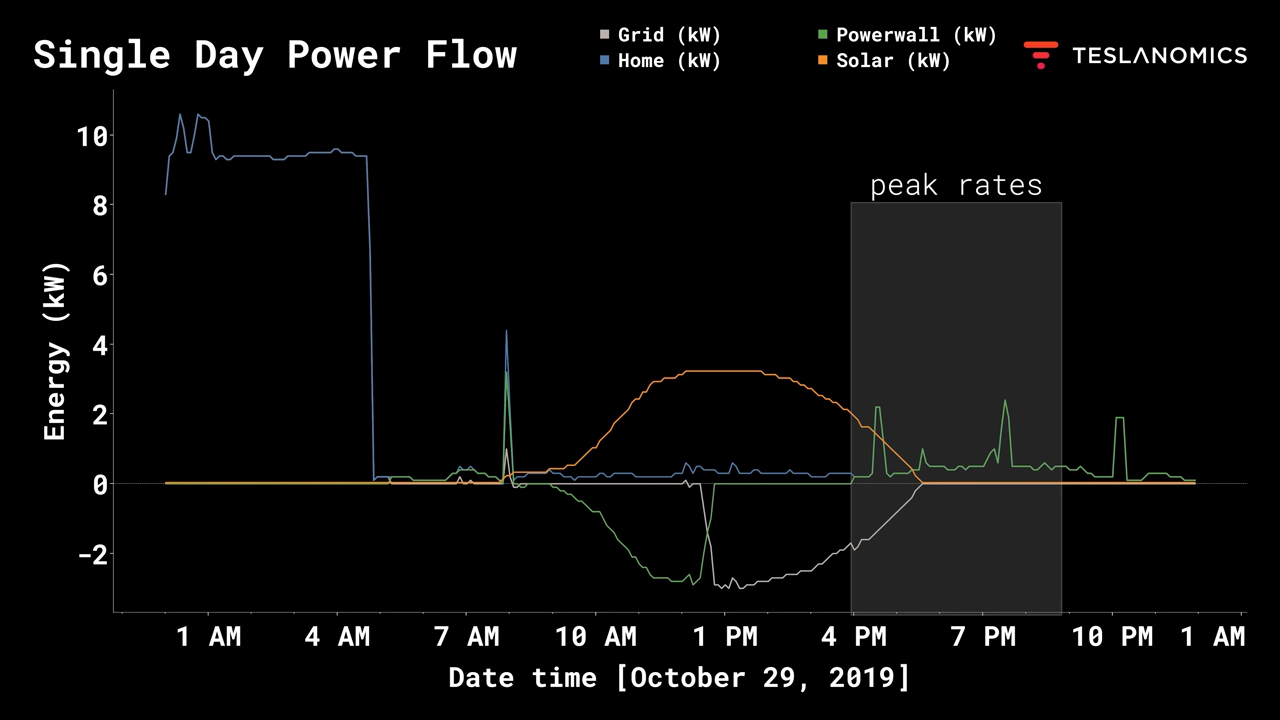 Single Day Power Flow
Grid (kW)
Home (kW)
Powerwall (kW)
Solar (kW)
TESLANOMICS
peak rates
Energy (kW)
10
8
6
4
2
0
−2
1 AM 4 AM 7 AM 10 AM 1 PM 4 PM 7 PM 10 PM 1 AM
Date time [October 29, 2019]